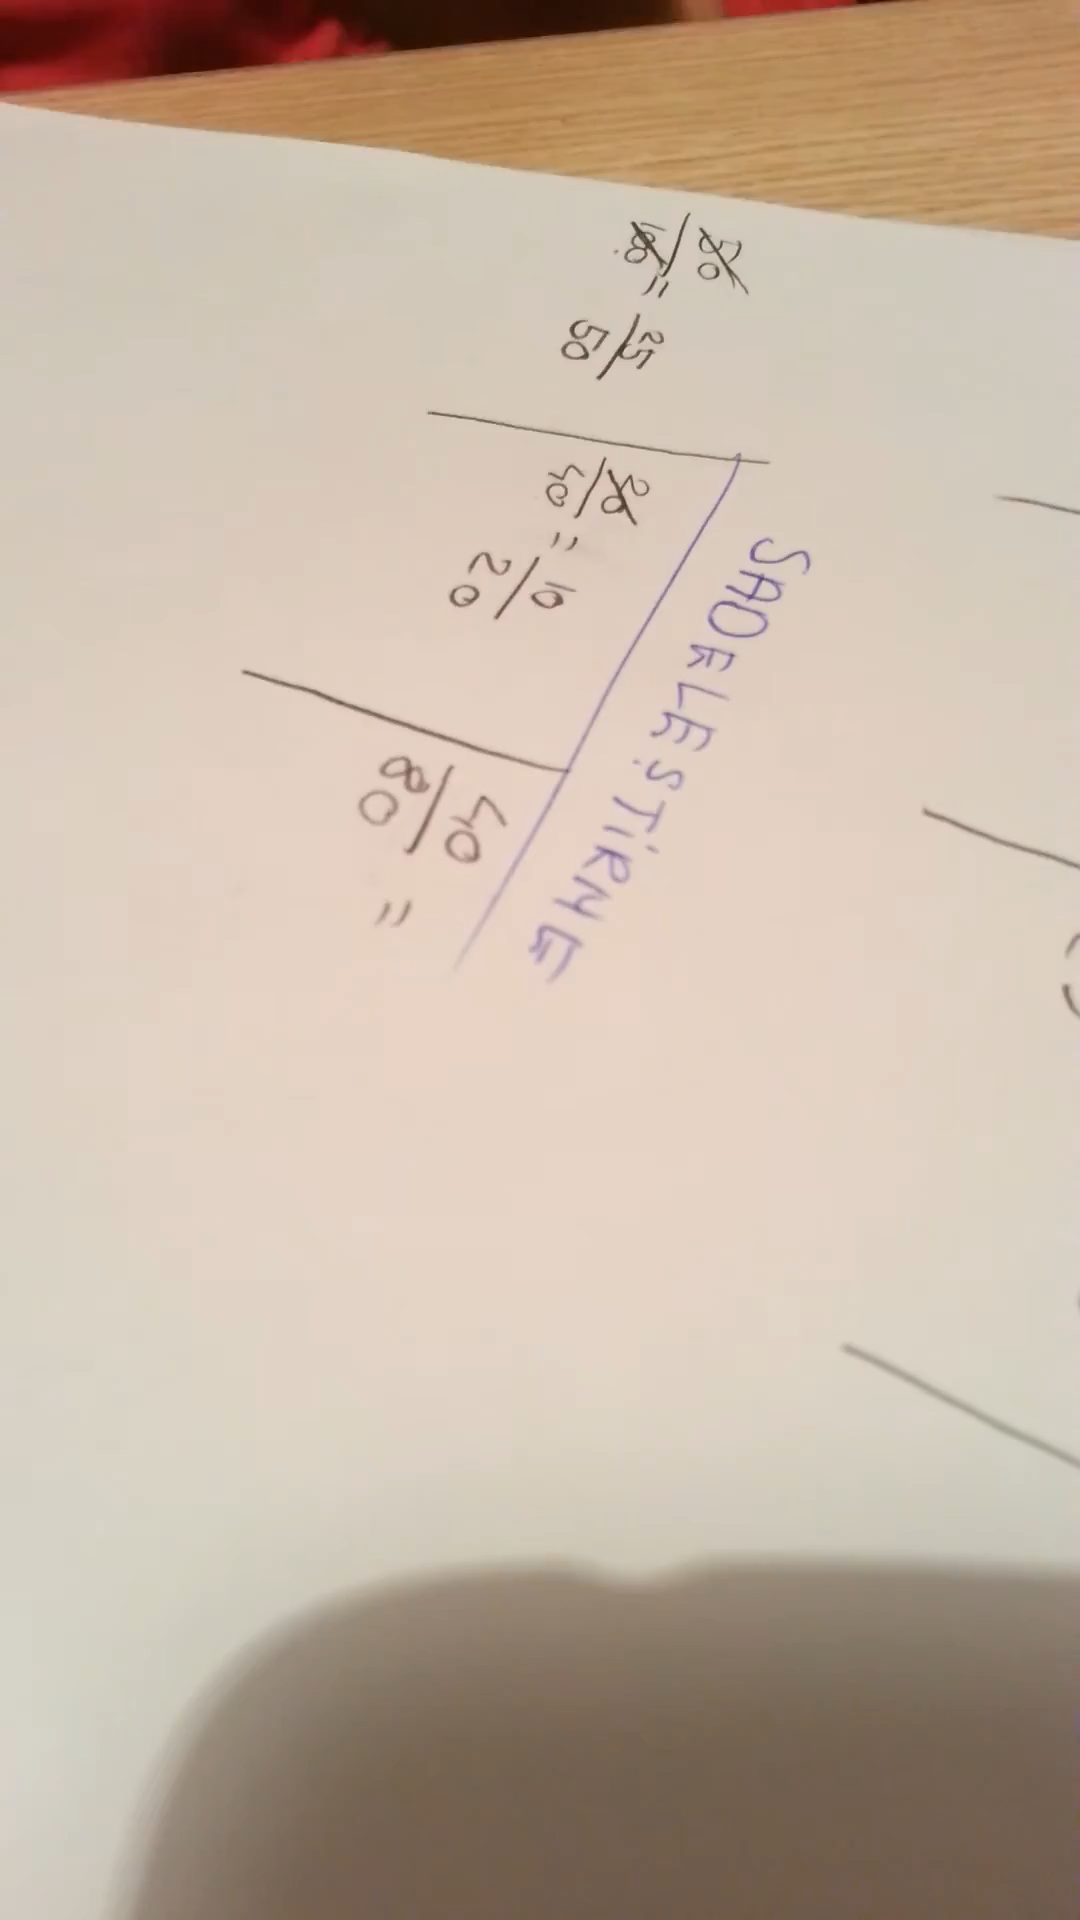 SADELEŞTİRME
50/100 = 25/50
20/40 = 10/20
40/80 =